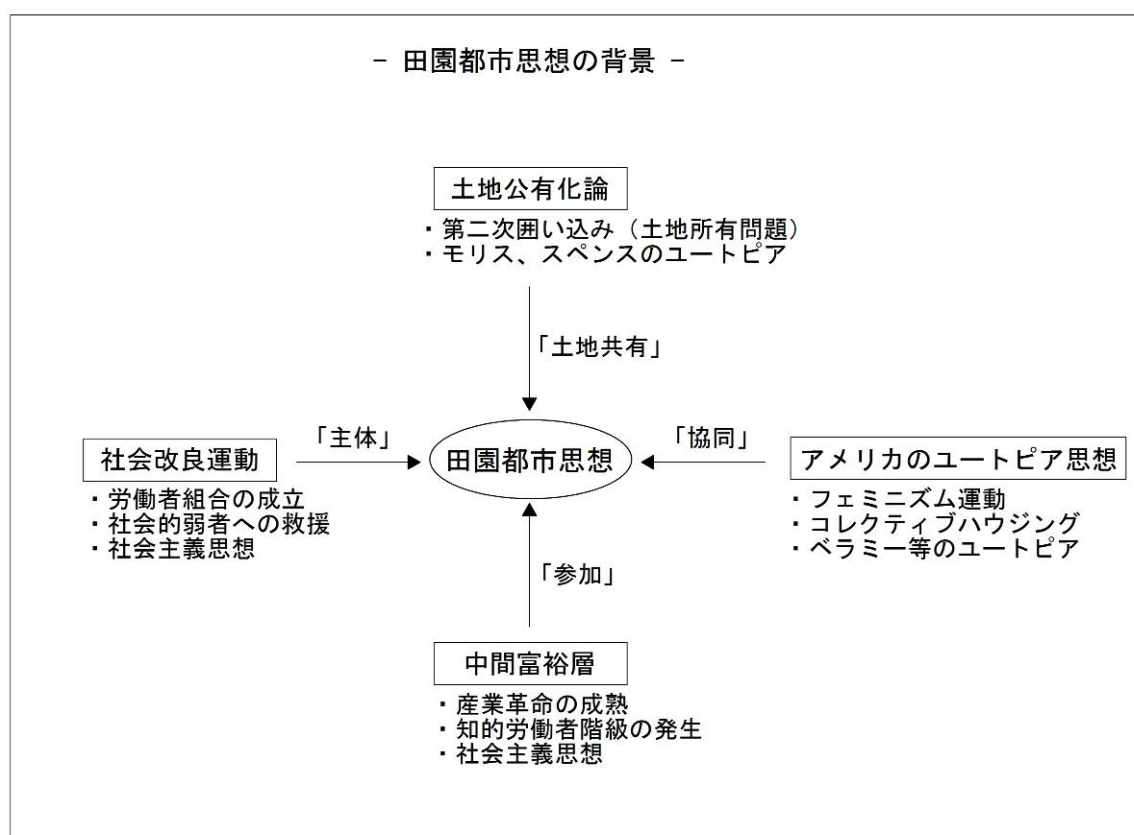 - 田園都市思想の背景 -
土地公有化論
・第二次囲い込み（土地所有問題）
・モリス、スペンスのユートピア
「土地共有」
社会改良運動
・労働者組合の成立
・社会的弱者への救援
・社会主義思想
「主体」
田園都市思想
「協同」
アメリカのユートピア思想
・フェミニズム運動
・コレクティブハウジング
・ベラミー等のユートピア
「参加」
中間富裕層
・産業革命の成熟
・知的労働者階級の発生
・社会主義思想